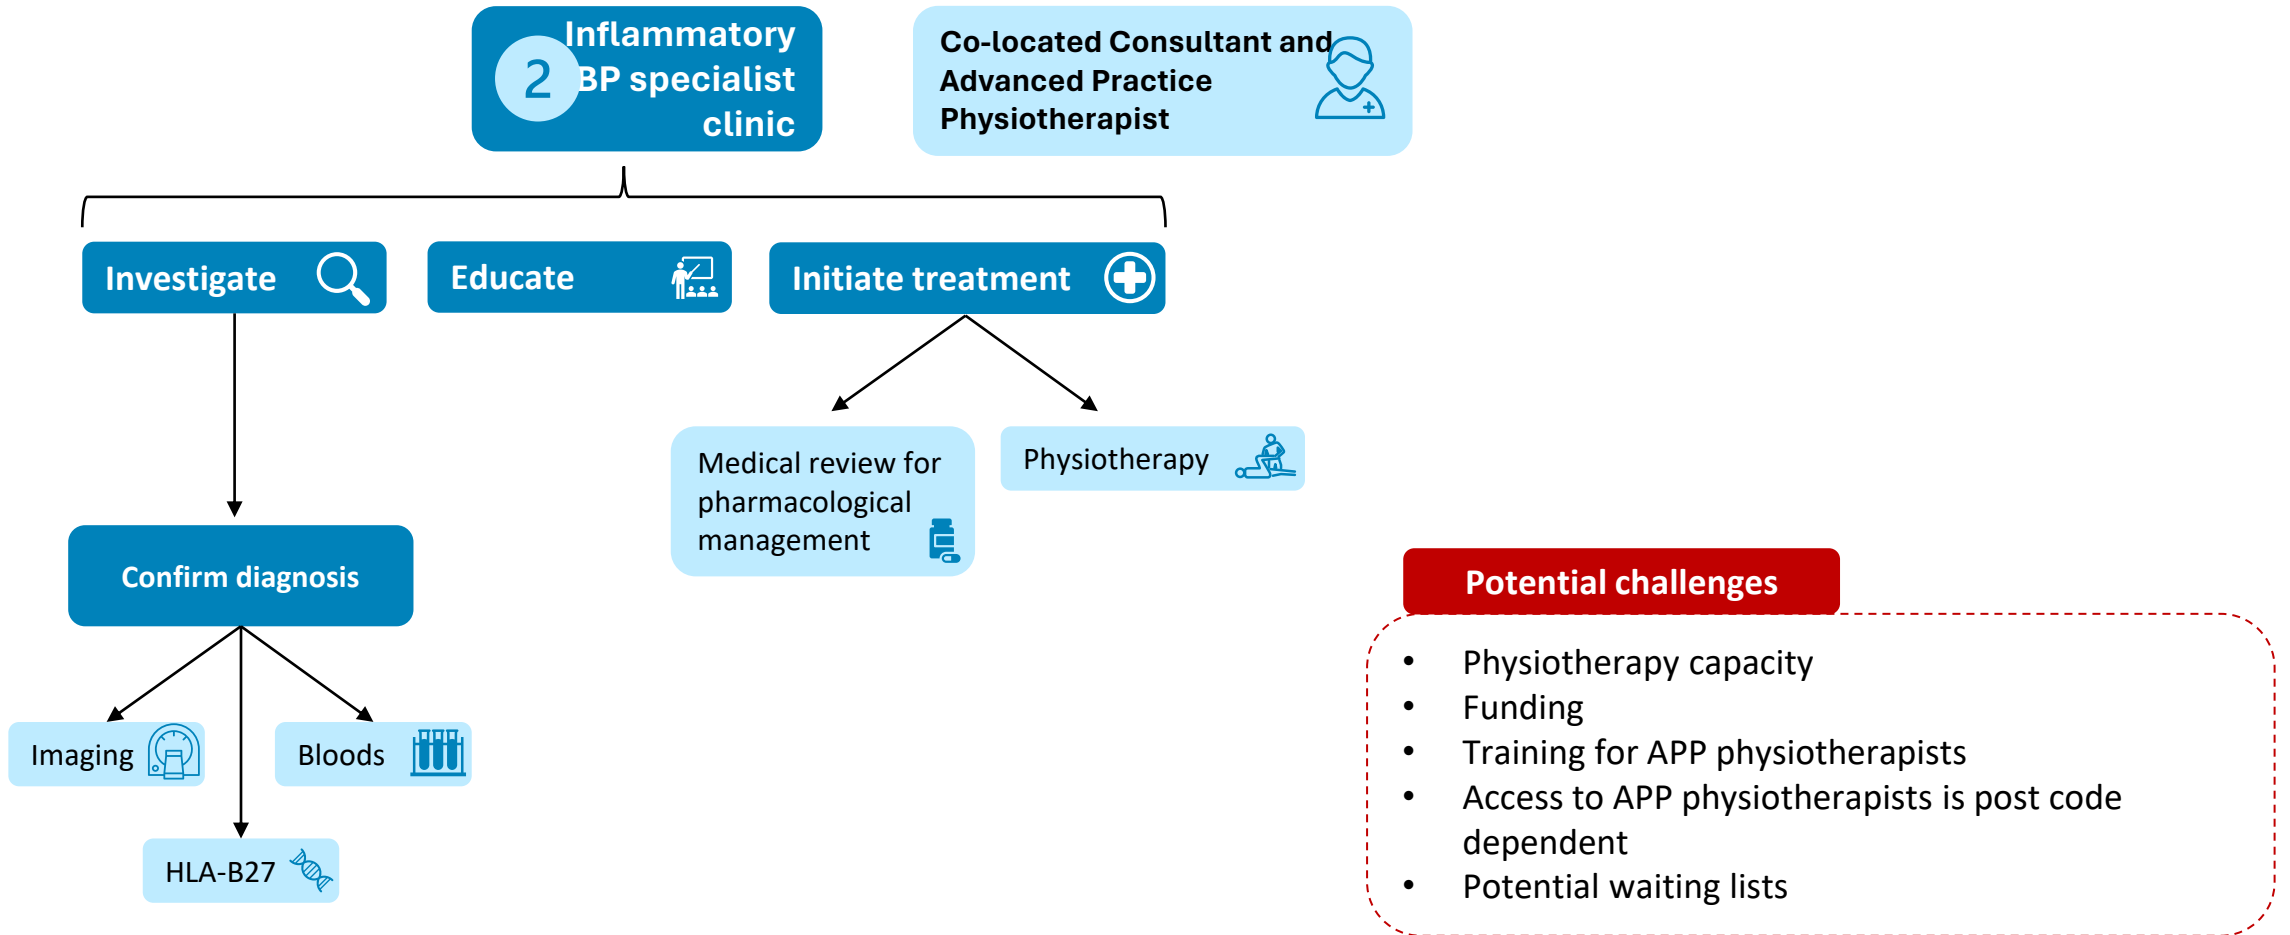 2
Inflammatory
BP specialist
clinic
Co-located Consultant and
Advanced Practice
Physiotherapist
Investigate
Educate
Initiate treatment
Medical review for
pharmacological
management
Physiotherapy
Confirm diagnosis
Imaging
Bloods
HLA-B27
Potential challenges
• Physiotherapy capacity
• Funding
• Training for APP physiotherapists
• Access to APP physiotherapists is post code
dependent
• Potential waiting lists